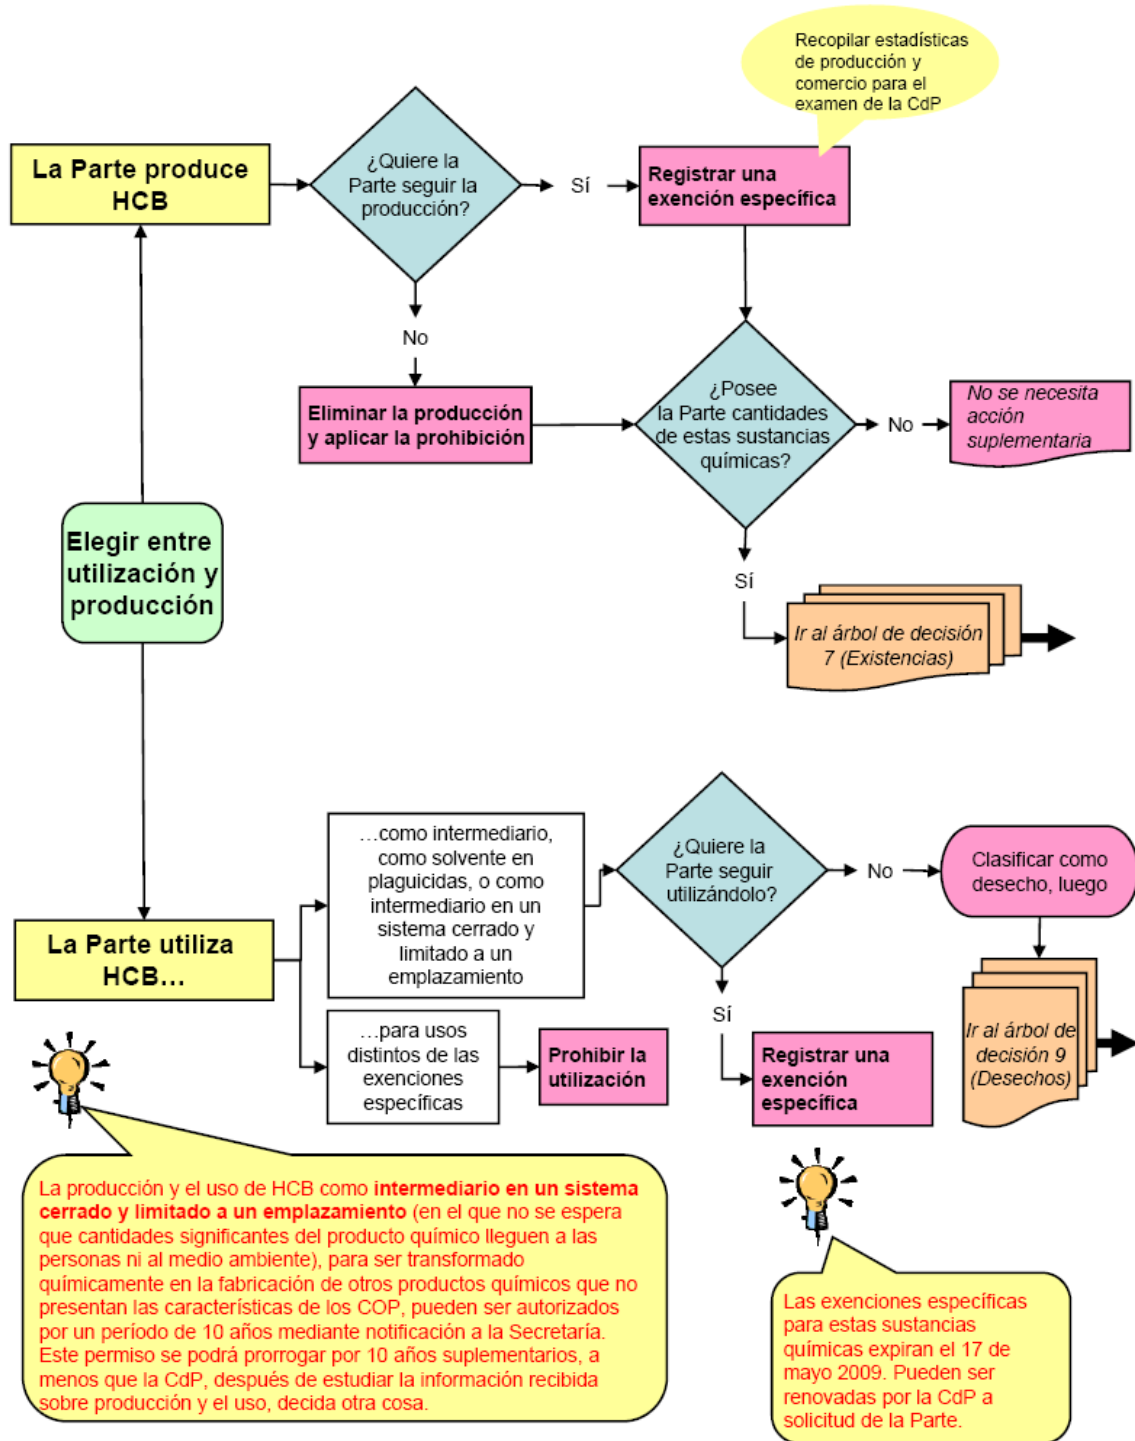 Recopilar estadísticas
de producción y
comercio para el
examen de la CdP
La Parte produce
HCB
¿Quiere la
Parte seguir la
producción?
Sí
Registrar una
exención específica
No
Eliminar la producción
y aplicar la prohibición
¿Posee
la Parte cantidades
de estas sustancias
químicas?
No
No se necesita
acción
suplementaria
Elegir entre
utilización y
producción
Sí
Ir al árbol de decisión
7 (Existencias)
…como intermediario,
como solvente en
plaguicidas, o como
intermediario en un
sistema cerrado y
limitado a un
emplazamiento
¿Quiere la
Parte seguir
utilizándolo?
No
Clasificar como
desecho, luego
La Parte utiliza
HCB…
Sí
Ir al árbol de
decisión 9
(Desechos)
…para usos
distintos de las
exenciones
específicas
Prohibir la
utilización
Registrar una
exención
específica
La producción y el uso de HCB como intermediario en un sistema
cerrado y limitado a un emplazamiento (en el que no se espera
que cantidades significantes del producto químico lleguen a las
personas ni al medio ambiente), para ser transformado
químicamente en la fabricación de otros productos químicos que no
presentan las características de los COP, pueden ser autorizados
por un período de 10 años mediante notificación a la Secretaría.
Este permiso se podrá prorrogar por 10 años suplementarios, a
menos que la CdP, después de estudiar la información recibida
sobre producción y el uso, decida otra cosa.
Las exenciones específicas
para estas sustancias
químicas expiran el 17 de
mayo 2009. Pueden ser
renovadas por la CdP a
solicitud de la Parte.